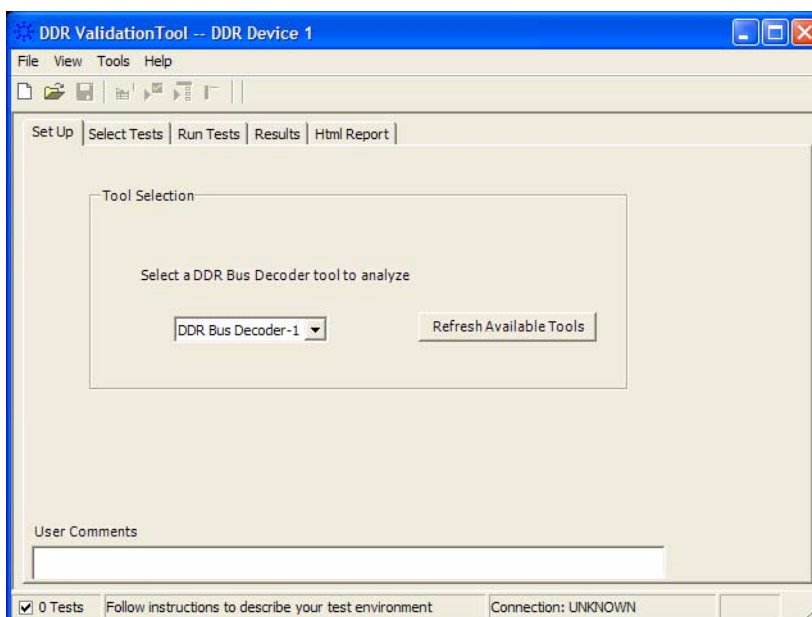 DDR ValidationTool -- DDR Device 1
File View Tools Help
Set Up Select Tests Run Tests Results Html Report
Tool Selection
Select a DDR Bus Decoder tool to analyze
DDR Bus Decoder-1 Refresh Available Tools
User Comments
0 Tests Follow instructions to describe your test environment Connection: UNKNOWN